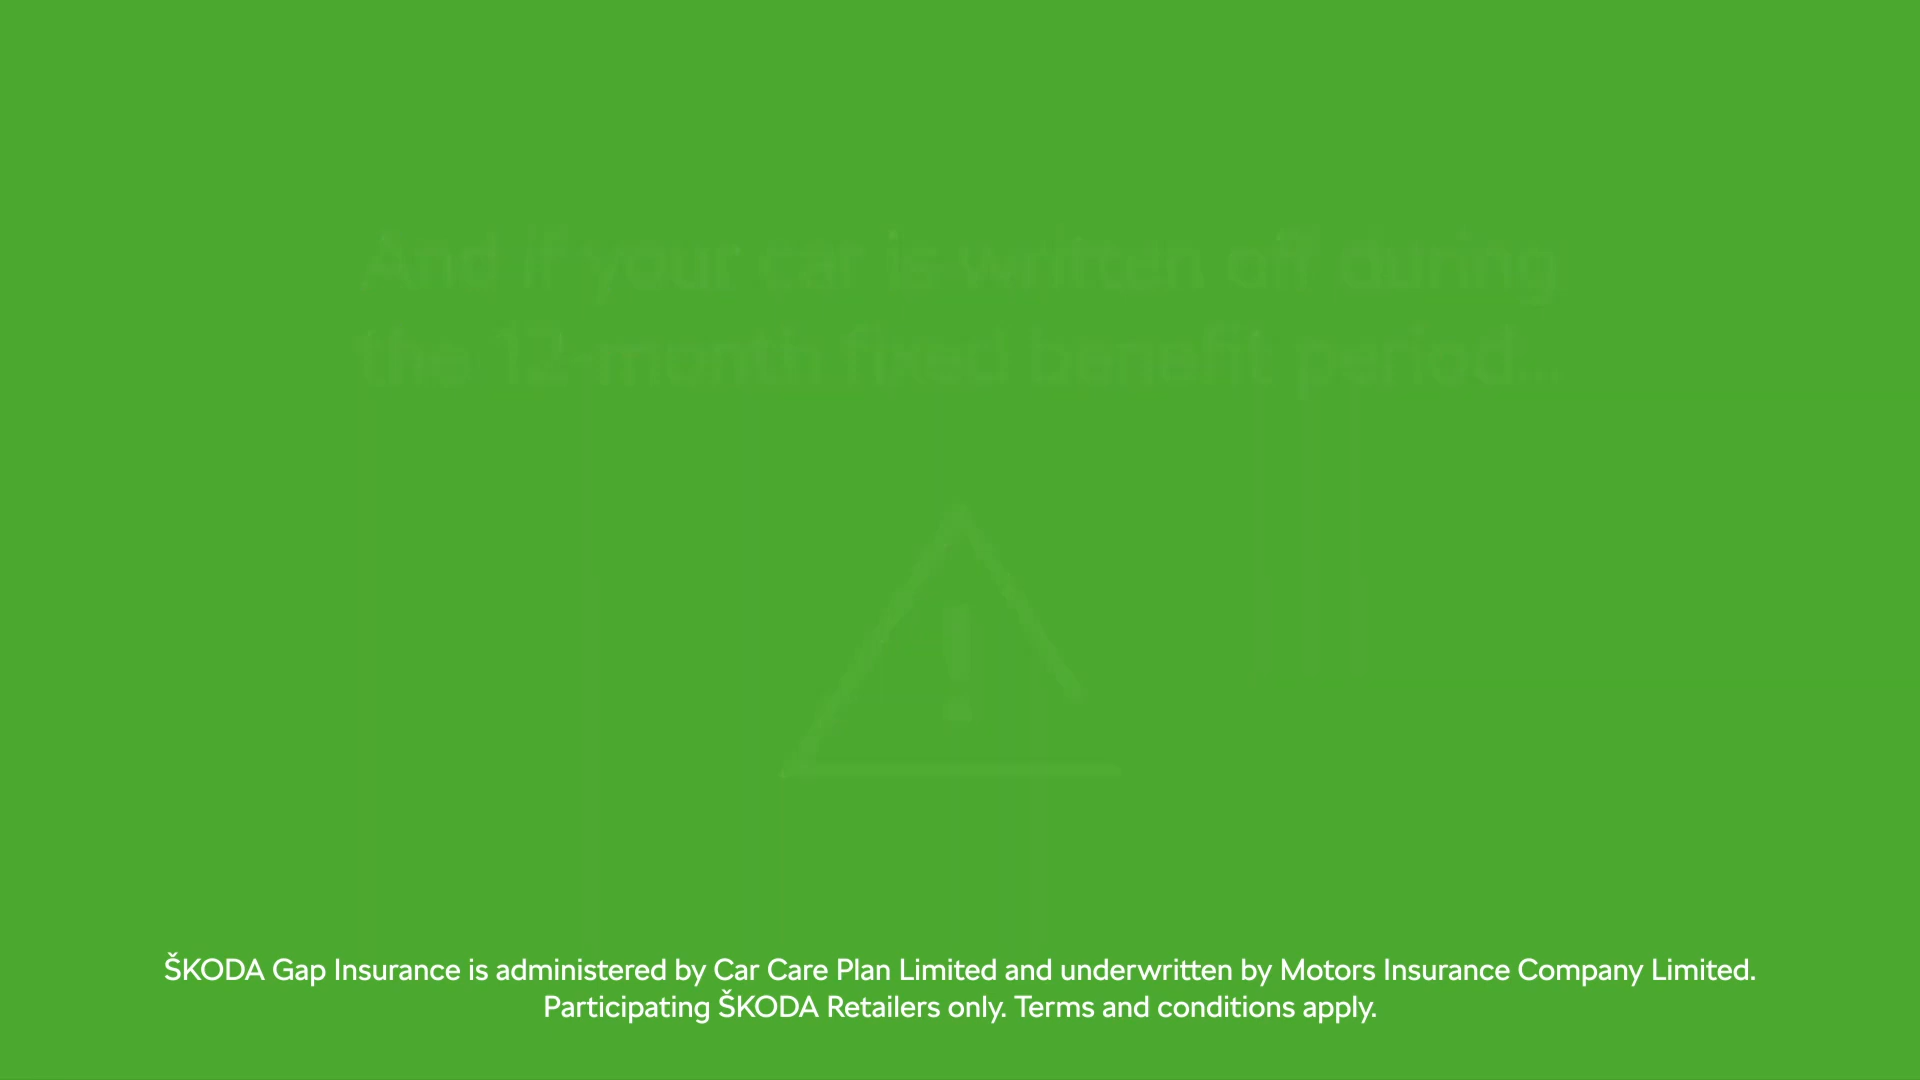 And if your car is written off during
the 12-month fixed benefit period...
!
ŠKODA Gap Insurance is administered by Car Care Plan Limited and underwritten by Motors Insurance Company Limited.
Participating ŠKODA Retailers only. Terms and conditions apply.